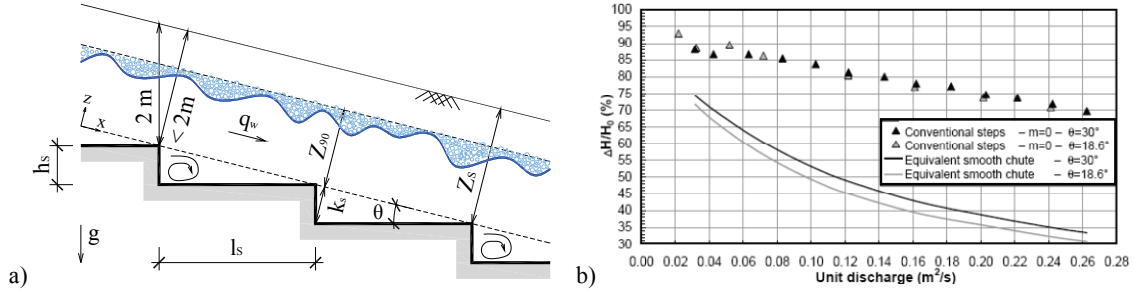 a)
2 m
< 2m
z
x
q_w
Z_90
Z_s
h_s
k_s
θ
g
l_s
b)
ΔH/H_0 (%)
100
95
90
85
80
75
70
65
60
55
50
45
40
35
30
Conventional steps – m=0 – θ=30°
Conventional steps – m=0 – θ=18.6°
Equivalent smooth chute – θ=30°
Equivalent smooth chute – θ=18.6°
0.00 0.02 0.04 0.06 0.08 0.10 0.12 0.14 0.16 0.18 0.20 0.22 0.24 0.26 0.28
Unit discharge (m²/s)